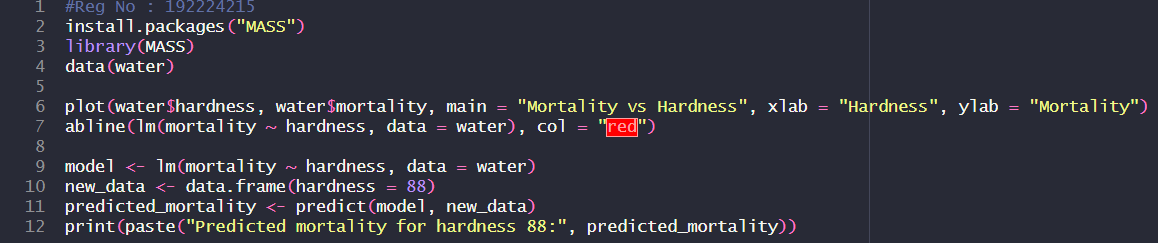 1 #Reg No : 192224215
2 install.packages("MASS")
3 library(MASS)
4 data(water)
5
6 plot(water$hardness, water$mortality, main = "Mortality vs Hardness", xlab = "Hardness", ylab = "Mortality")
7 abline(lm(mortality ~ hardness, data = water), col = "red")
8
9 model <- lm(mortality ~ hardness, data = water)
10 new_data <- data.frame(hardness = 88)
11 predicted_mortality <- predict(model, new_data)
12 print(paste("Predicted mortality for hardness 88:", predicted_mortality))